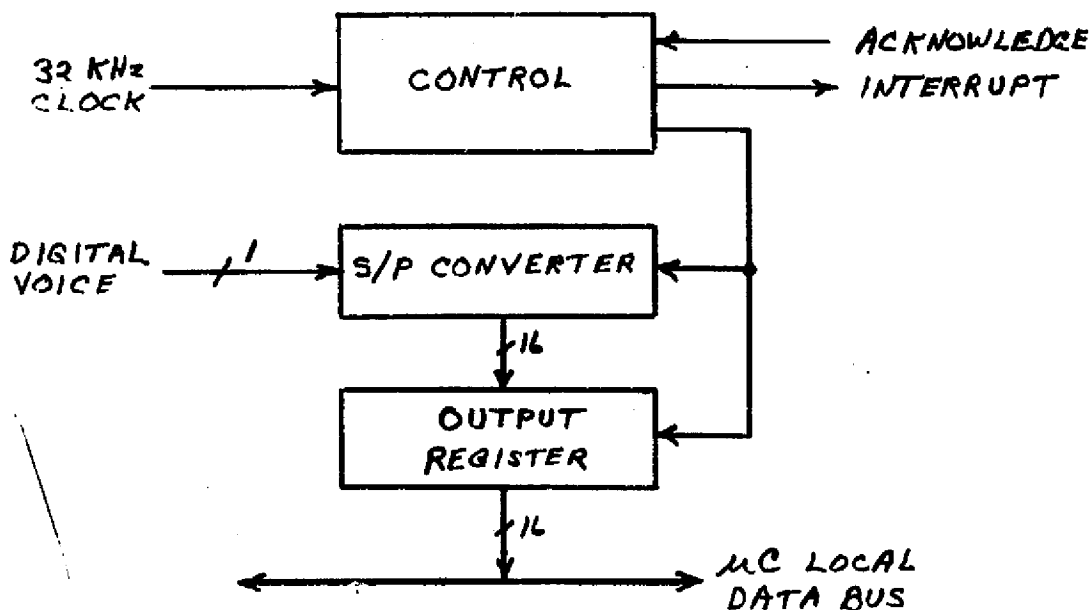 32 KHz
CLOCK
CONTROL
ACKNOWLEDGE
INTERRUPT
DIGITAL
VOICE
1
S/P CONVERTER
16
OUTPUT
REGISTER
16
μC LOCAL
DATA BUS